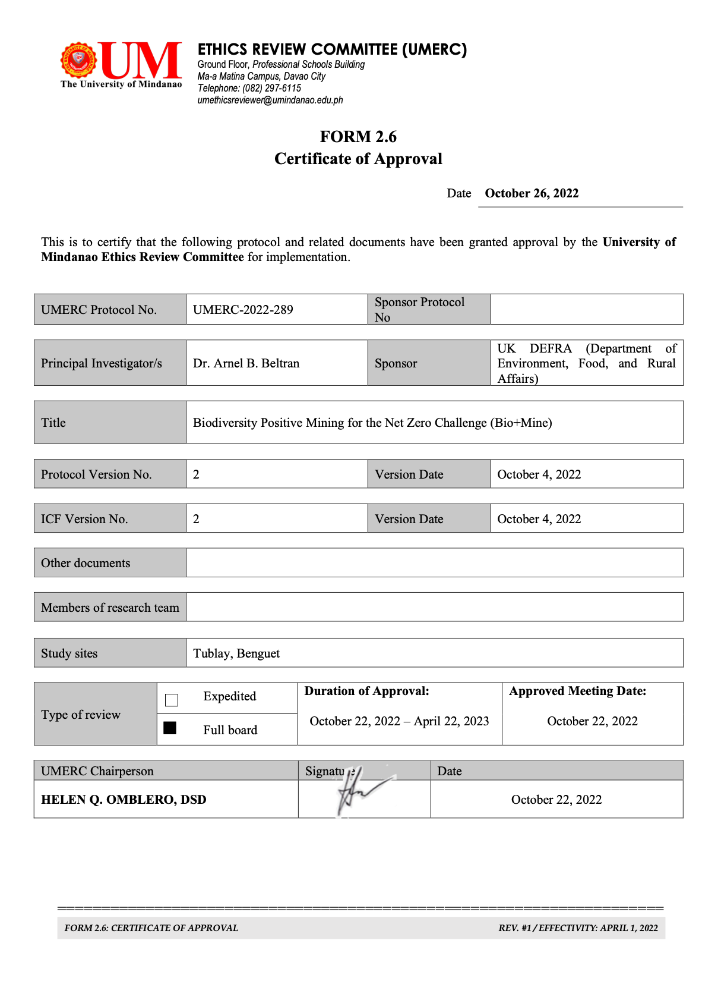 UM
The University of Mindanao
ETHICS REVIEW COMMITTEE (UMERC)
Ground Floor, Professional Schools Building
Ma-a Matina Campus, Davao City
Telephone: (082) 297-6115
umethicsreviewer@umindanao.edu.ph
FORM 2.6
Certificate of Approval
Date October 26, 2022
This is to certify that the following protocol and related documents have been granted approval by the University of
Mindanao Ethics Review Committee for implementation.
UMERC Protocol No. UMERC-2022-289 Sponsor Protocol
No
Principal Investigator/s Dr. Arnel B. Beltran Sponsor UK DEFRA (Department of
Environment, Food, and Rural
Affairs)
Title Biodiversity Positive Mining for the Net Zero Challenge (Bio+Mine)
Protocol Version No. 2 Version Date October 4, 2022
ICF Version No. 2 Version Date October 4, 2022
Other documents
Members of research team
Study sites Tublay, Benguet
Type of review
Expedited
Full board
Duration of Approval:
October 22, 2022 – April 22, 2023
Approved Meeting Date:
October 22, 2022
UMERC Chairperson Signature Date
HELEN Q. OMBLERO, DSD October 22, 2022
FORM 2.6: CERTIFICATE OF APPROVAL REV. #1 / EFFECTIVITY: APRIL 1, 2022